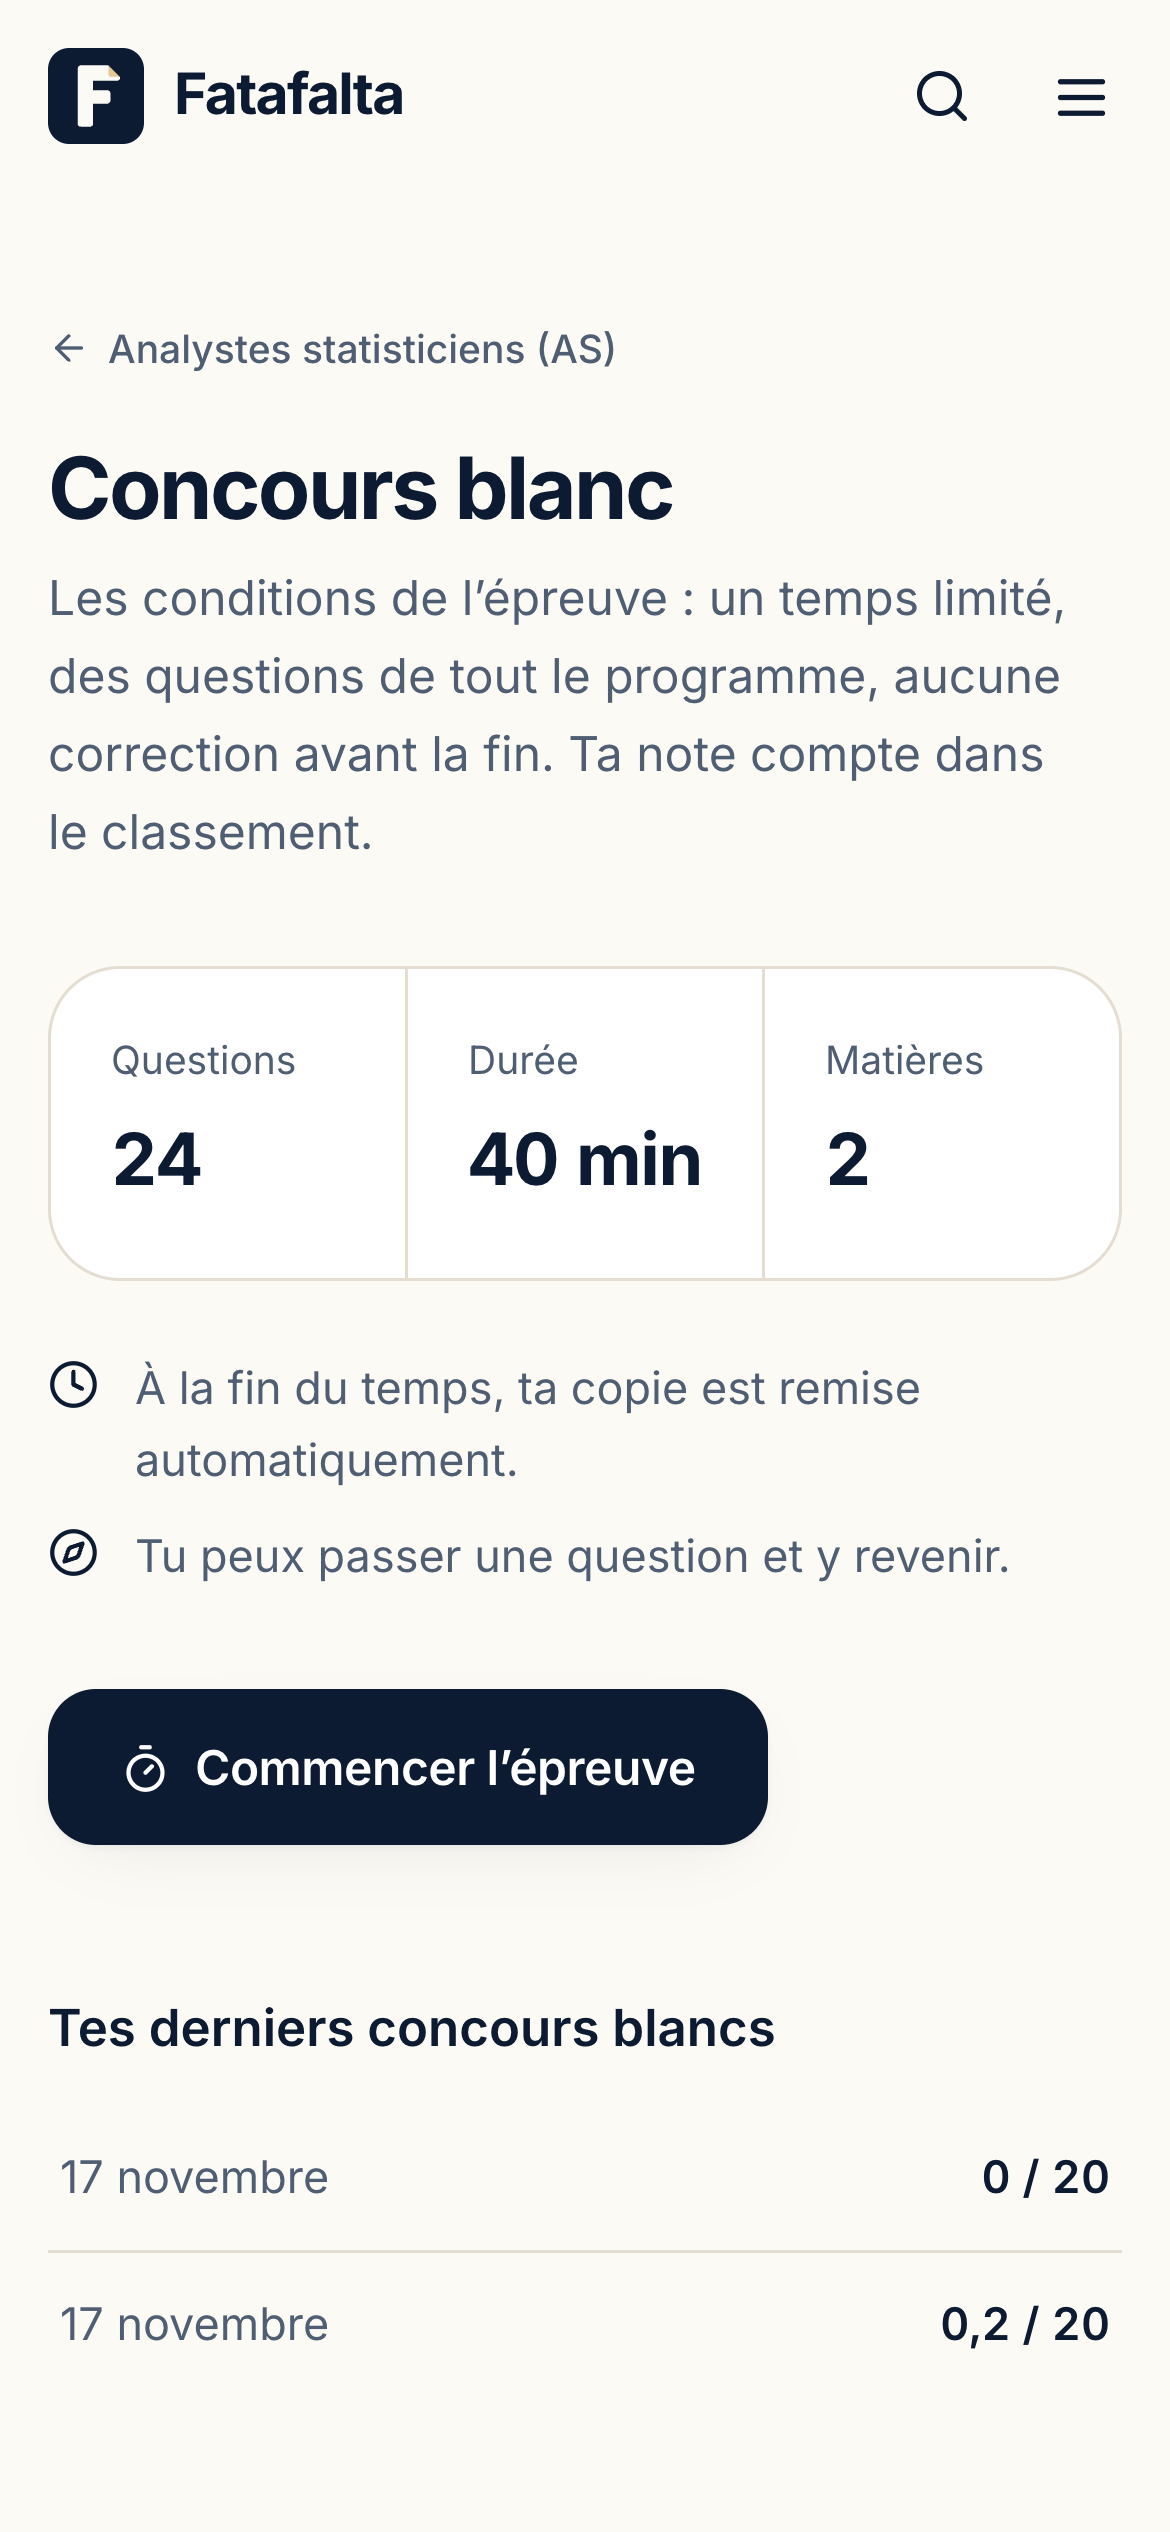 Fatafalta
Analystes statisticiens (AS)
Concours blanc
Les conditions de l’épreuve : un temps limité,
des questions de tout le programme, aucune
correction avant la fin. Ta note compte dans
le classement.
Questions
24
Durée
40 min
Matières
2
À la fin du temps, ta copie est remise
automatiquement.
Tu peux passer une question et y revenir.
Commencer l’épreuve
Tes derniers concours blancs
17 novembre 0 / 20
17 novembre 0,2 / 20